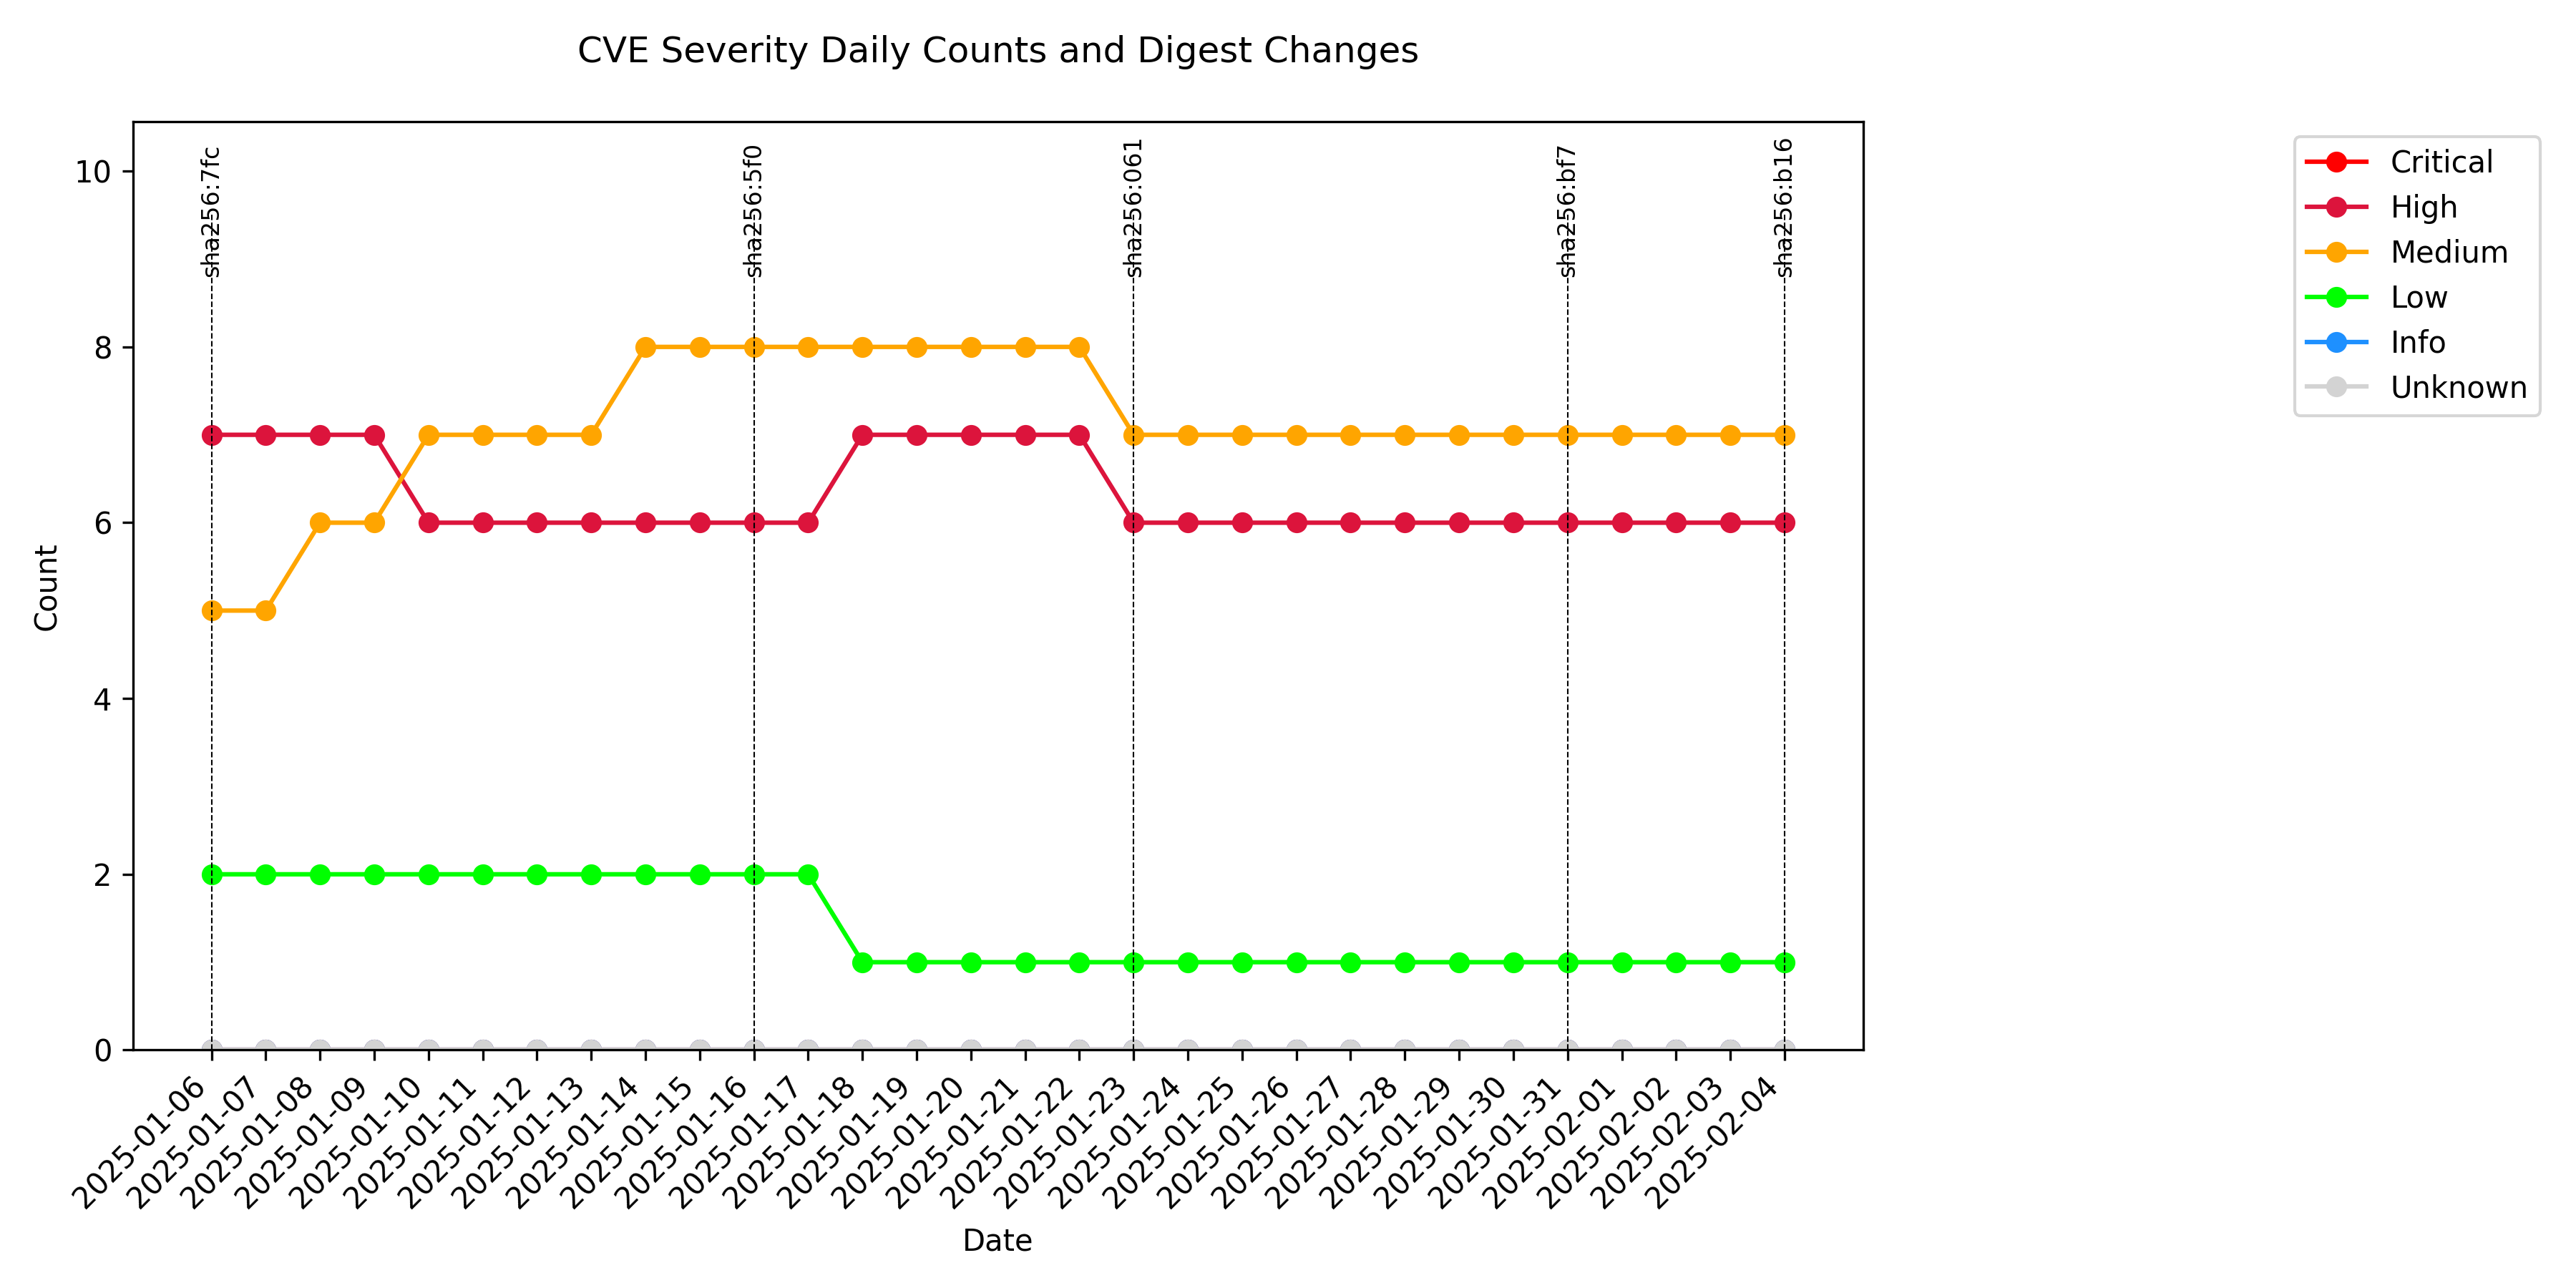 CVE Severity Daily Counts and Digest Changes
sha256:7fc
sha256:5f0
sha256:061
sha256:bf7
sha256:b16
Critical
High
Medium
Low
Info
Unknown
Count
10
8
6
4
2
0
2025-01-06
2025-01-07
2025-01-08
2025-01-09
2025-01-10
2025-01-11
2025-01-12
2025-01-13
2025-01-14
2025-01-15
2025-01-16
2025-01-17
2025-01-18
2025-01-19
2025-01-20
2025-01-21
2025-01-22
2025-01-23
2025-01-24
2025-01-25
2025-01-26
2025-01-27
2025-01-28
2025-01-29
2025-01-30
2025-01-31
2025-02-01
2025-02-02
2025-02-03
2025-02-04
Date